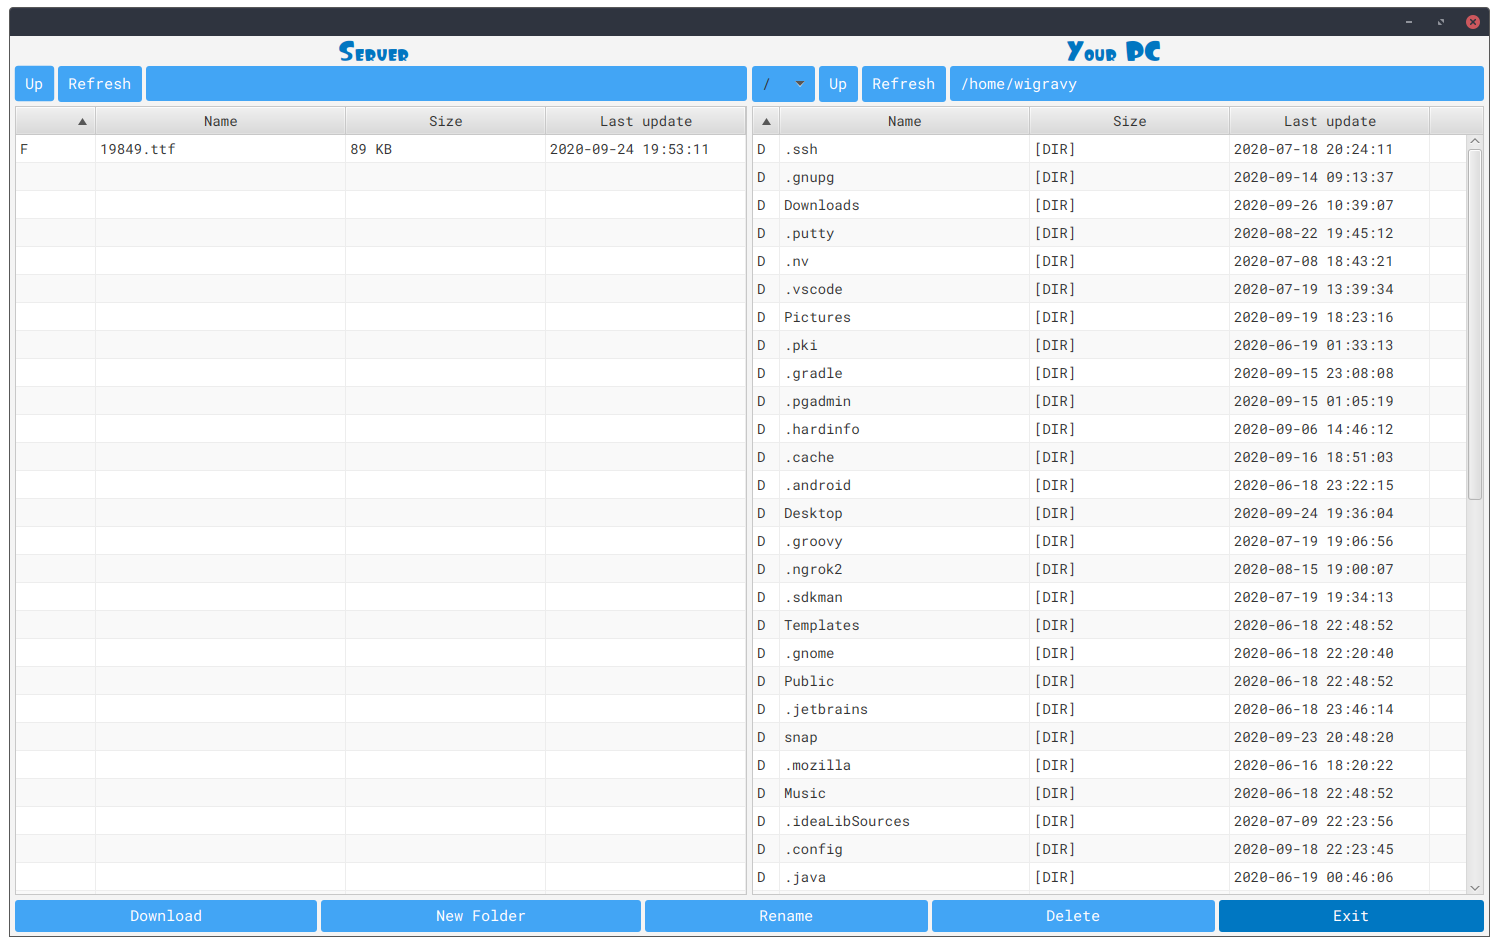 Server
Your PC
Up Refresh
/ Up Refresh /home/wigravy
Name Size Last update
F 19849.ttf 89 KB 2020-09-24 19:53:11
Name Size Last update
D .ssh [DIR] 2020-07-18 20:24:11
D .gnupg [DIR] 2020-09-14 09:13:37
D Downloads [DIR] 2020-09-26 10:39:07
D .putty [DIR] 2020-08-22 19:45:12
D .nv [DIR] 2020-07-08 18:43:21
D .vscode [DIR] 2020-07-19 13:39:34
D Pictures [DIR] 2020-09-19 18:23:16
D .pki [DIR] 2020-06-19 01:33:13
D .gradle [DIR] 2020-09-15 23:08:08
D .pgadmin [DIR] 2020-09-15 01:05:19
D .hardinfo [DIR] 2020-09-06 14:46:12
D .cache [DIR] 2020-09-16 18:51:03
D .android [DIR] 2020-06-18 23:22:15
D Desktop [DIR] 2020-09-24 19:36:04
D .groovy [DIR] 2020-07-19 19:06:56
D .ngrok2 [DIR] 2020-08-15 19:00:07
D .sdkman [DIR] 2020-07-19 19:34:13
D Templates [DIR] 2020-06-18 22:48:52
D .gnome [DIR] 2020-06-18 22:20:40
D Public [DIR] 2020-06-18 22:48:52
D .jetbrains [DIR] 2020-06-18 23:46:14
D snap [DIR] 2020-09-23 20:48:20
D .mozilla [DIR] 2020-06-16 18:20:22
D Music [DIR] 2020-06-18 22:48:52
D .ideaLibSources [DIR] 2020-07-09 22:23:56
D .config [DIR] 2020-09-18 22:23:45
D .java [DIR] 2020-06-19 00:46:06
Download New Folder Rename Delete Exit